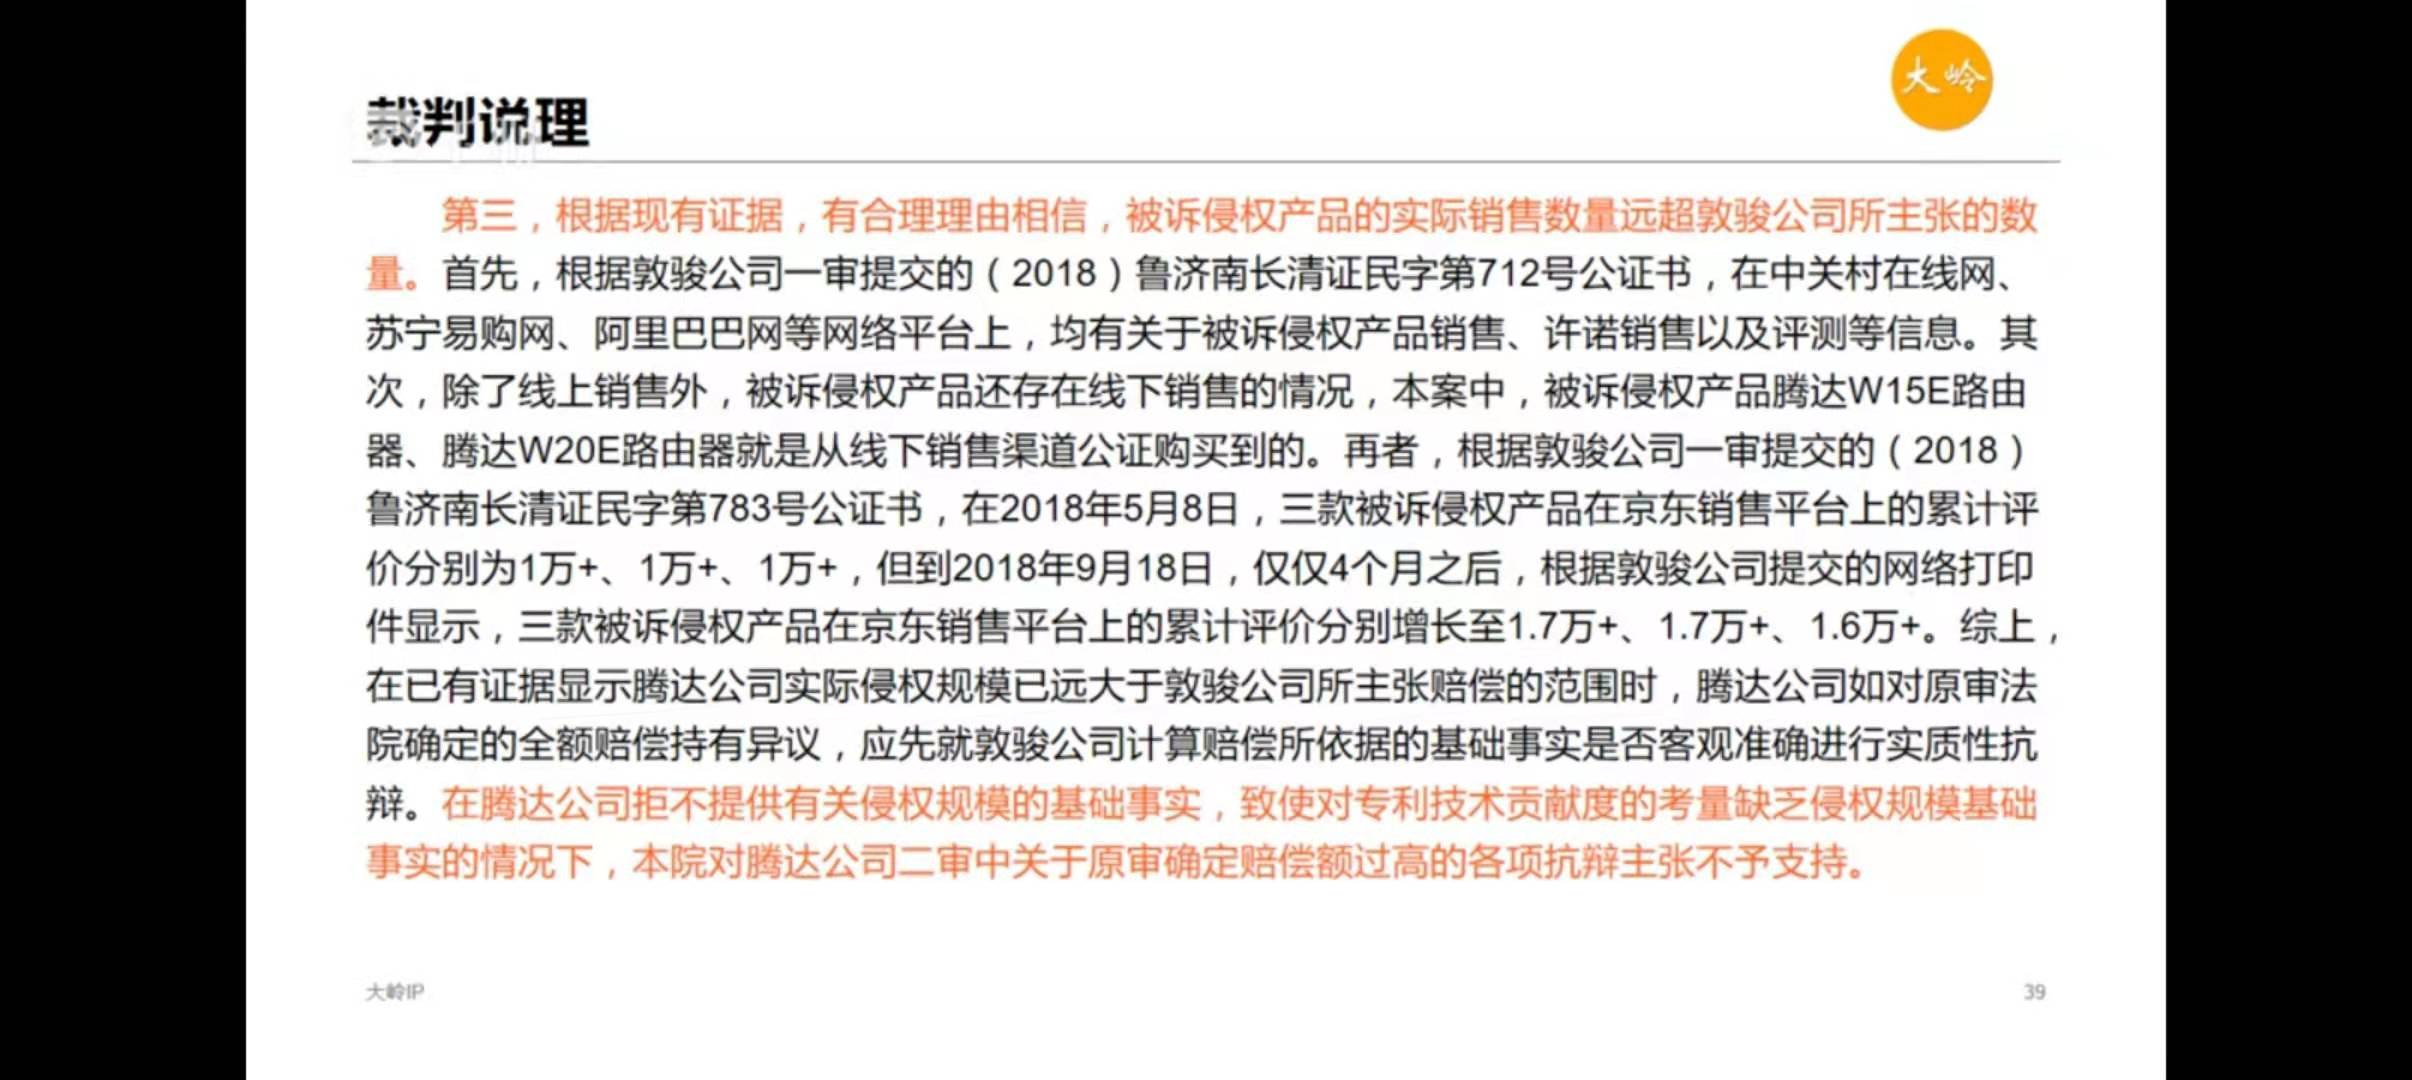 大岭
裁判说理
第三，根据现有证据，有合理理由相信，被诉侵权产品的实际销售数量远超敦骏公司所主张的数
量。首先，根据敦骏公司一审提交的（2018）鲁济南长清证民字第712号公证书，在中关村在线网、
苏宁易购网、阿里巴巴网等网络平台上，均有关于被诉侵权产品销售、许诺销售以及评测等信息。其
次，除了线上销售外，被诉侵权产品还存在线下销售的情况，本案中，被诉侵权产品腾达W15E路由
器、腾达W20E路由器就是从线下销售渠道公证购买到的。再者，根据敦骏公司一审提交的（2018）
鲁济南长清证民字第783号公证书，在2018年5月8日，三款被诉侵权产品在京东销售平台上的累计评
价分别为1万+、1万+、1万+，但到2018年9月18日，仅仅4个月之后，根据敦骏公司提交的网络打印
件显示，三款被诉侵权产品在京东销售平台上的累计评价分别增长至1.7万+、1.7万+、1.6万+。综上，
在已有证据显示腾达公司实际侵权规模已远大于敦骏公司所主张赔偿的范围时，腾达公司如对原审法
院确定的全额赔偿持有异议，应先就敦骏公司计算赔偿所依据的基础事实是否客观准确进行实质性抗
辩。在腾达公司拒不提供有关侵权规模的基础事实，致使对专利技术贡献度的考量缺乏侵权规模基础
事实的情况下，本院对腾达公司二审中关于原审确定赔偿额过高的各项抗辩主张不予支持。
大岭IP
39